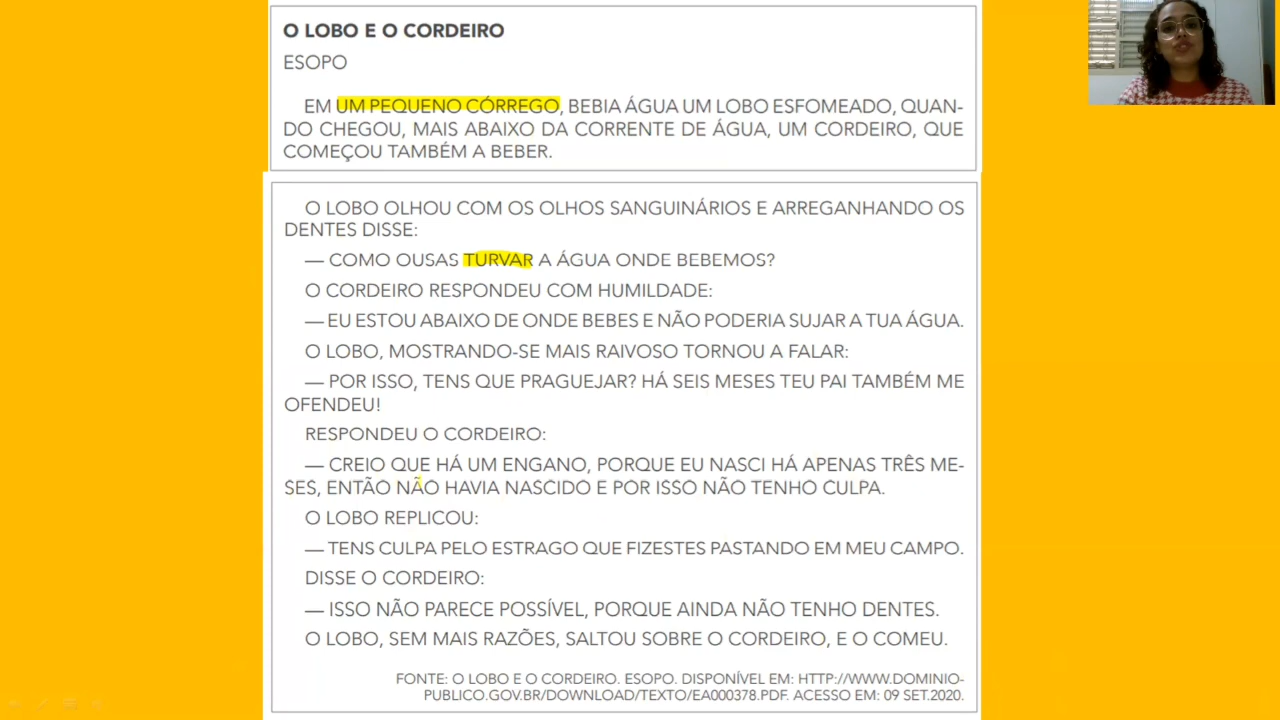 O LOBO E O CORDEIRO
ESOPO
EM UM PEQUENO CÓRREGO, BEBIA ÁGUA UM LOBO ESFOMEADO, QUAN-
DO CHEGOU, MAIS ABAIXO DA CORRENTE DE ÁGUA, UM CORDEIRO, QUE
COMEÇOU TAMBÉM A BEBER.
O LOBO OLHOU COM OS OLHOS SANGUINÁRIOS E ARREGANHANDO OS
DENTES DISSE:
— COMO OUSAS TURVAR A ÁGUA ONDE BEBEMOS?
O CORDEIRO RESPONDEU COM HUMILDADE:
— EU ESTOU ABAIXO DE ONDE BEBES E NÃO PODERIA SUJAR A TUA ÁGUA.
O LOBO, MOSTRANDO-SE MAIS RAIVOSO TORNOU A FALAR:
— POR ISSO, TENS QUE PRAGUEJAR? HÁ SEIS MESES TEU PAI TAMBÉM ME
OFENDEU!
RESPONDEU O CORDEIRO:
— CREIO QUE HÁ UM ENGANO, PORQUE EU NASCI HÁ APENAS TRÊS ME-
SES, ENTÃO NÃO HAVIA NASCIDO E POR ISSO NÃO TENHO CULPA.
O LOBO REPLICOU:
— TENS CULPA PELO ESTRAGO QUE FIZESTES PASTANDO EM MEU CAMPO.
DISSE O CORDEIRO:
— ISSO NÃO PARECE POSSÍVEL, PORQUE AINDA NÃO TENHO DENTES.
O LOBO, SEM MAIS RAZÕES, SALTOU SOBRE O CORDEIRO, E O COMEU.
FONTE: O LOBO E O CORDEIRO. ESOPO. DISPONÍVEL EM: HTTP://WWW.DOMINIO-
PUBLICO.GOV.BR/DOWNLOAD/TEXTO/EA000378.PDF. ACESSO EM: 09 SET.2020.